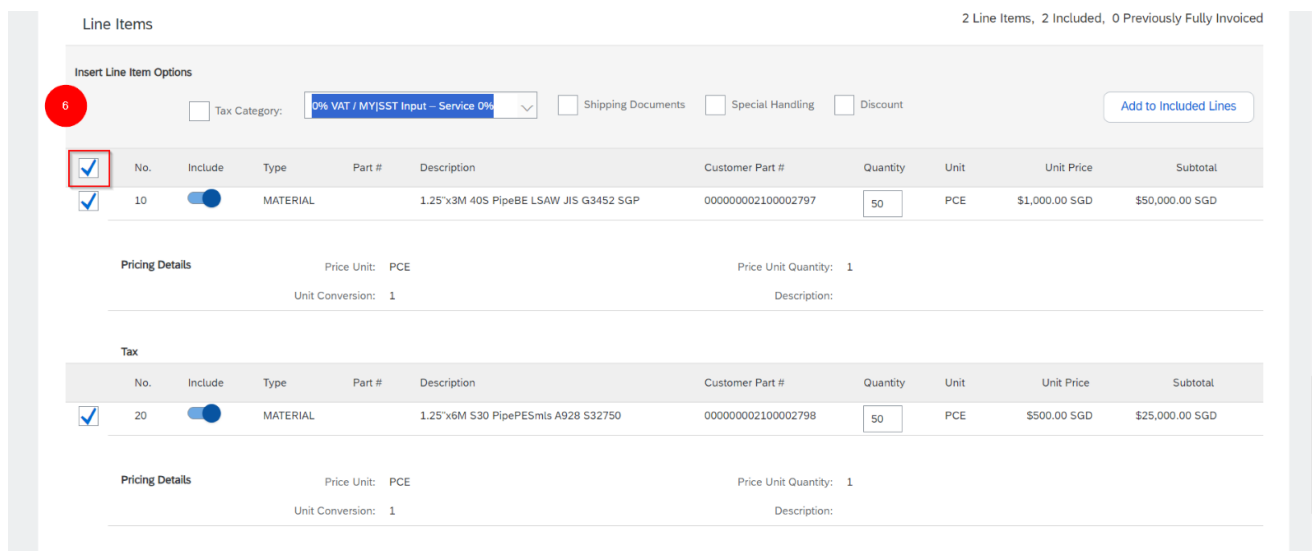 Line Items
2 Line Items, 2 Included, 0 Previously Fully Invoiced
Insert Line Item Options
6
Tax Category: 0% VAT / MY|SST Input – Service 0% Shipping Documents Special Handling Discount Add to Included Lines
No. Include Type Part # Description Customer Part # Quantity Unit Unit Price Subtotal
10 MATERIAL 1.25"x3M 40S PipeBE LSAW JIS G3452 SGP 000000002100002797 50 PCE $1,000.00 SGD $50,000.00 SGD
Pricing Details Price Unit: PCE Price Unit Quantity: 1
Unit Conversion: 1 Description:
Tax
No. Include Type Part # Description Customer Part # Quantity Unit Unit Price Subtotal
20 MATERIAL 1.25"x6M S30 PipePESmls A928 S32750 000000002100002798 50 PCE $500.00 SGD $25,000.00 SGD
Pricing Details Price Unit: PCE Price Unit Quantity: 1
Unit Conversion: 1 Description: